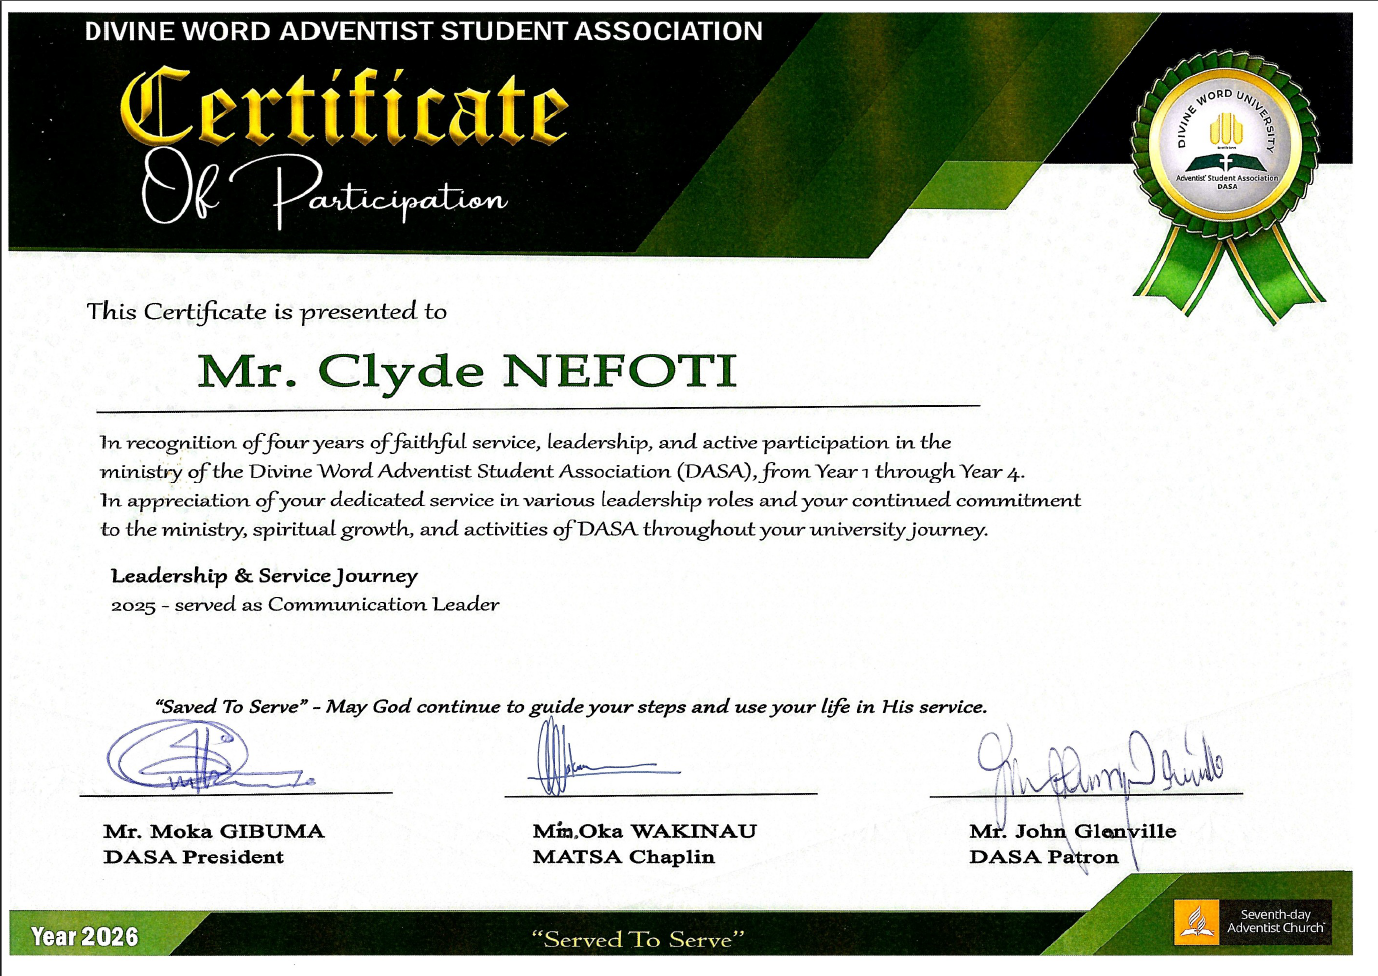 DIVINE WORD ADVENTIST STUDENT ASSOCIATION
Certificate
Of Participation
DIVINE WORD UNIVERSITY
Adventist Student Association
DASA
This Certificate is presented to
Mr. Clyde NEFOTI
In recognition of four years of faithful service, leadership, and active participation in the
ministry of the Divine Word Adventist Student Association (DASA), from Year 1 through Year 4.
In appreciation of your dedicated service in various leadership roles and your continued commitment
to the ministry, spiritual growth, and activities of DASA throughout your university journey.
Leadership & Service Journey
2025 - served as Communication Leader
“Saved To Serve” - May God continue to guide your steps and use your life in His service.
Mr. Moka GIBUMA
DASA President
Min.Oka WAKINAU
MATSA Chaplin
Mr. John Glenville
DASA Patron
Year 2026
“Served To Serve”
Seventh-day
Adventist Church